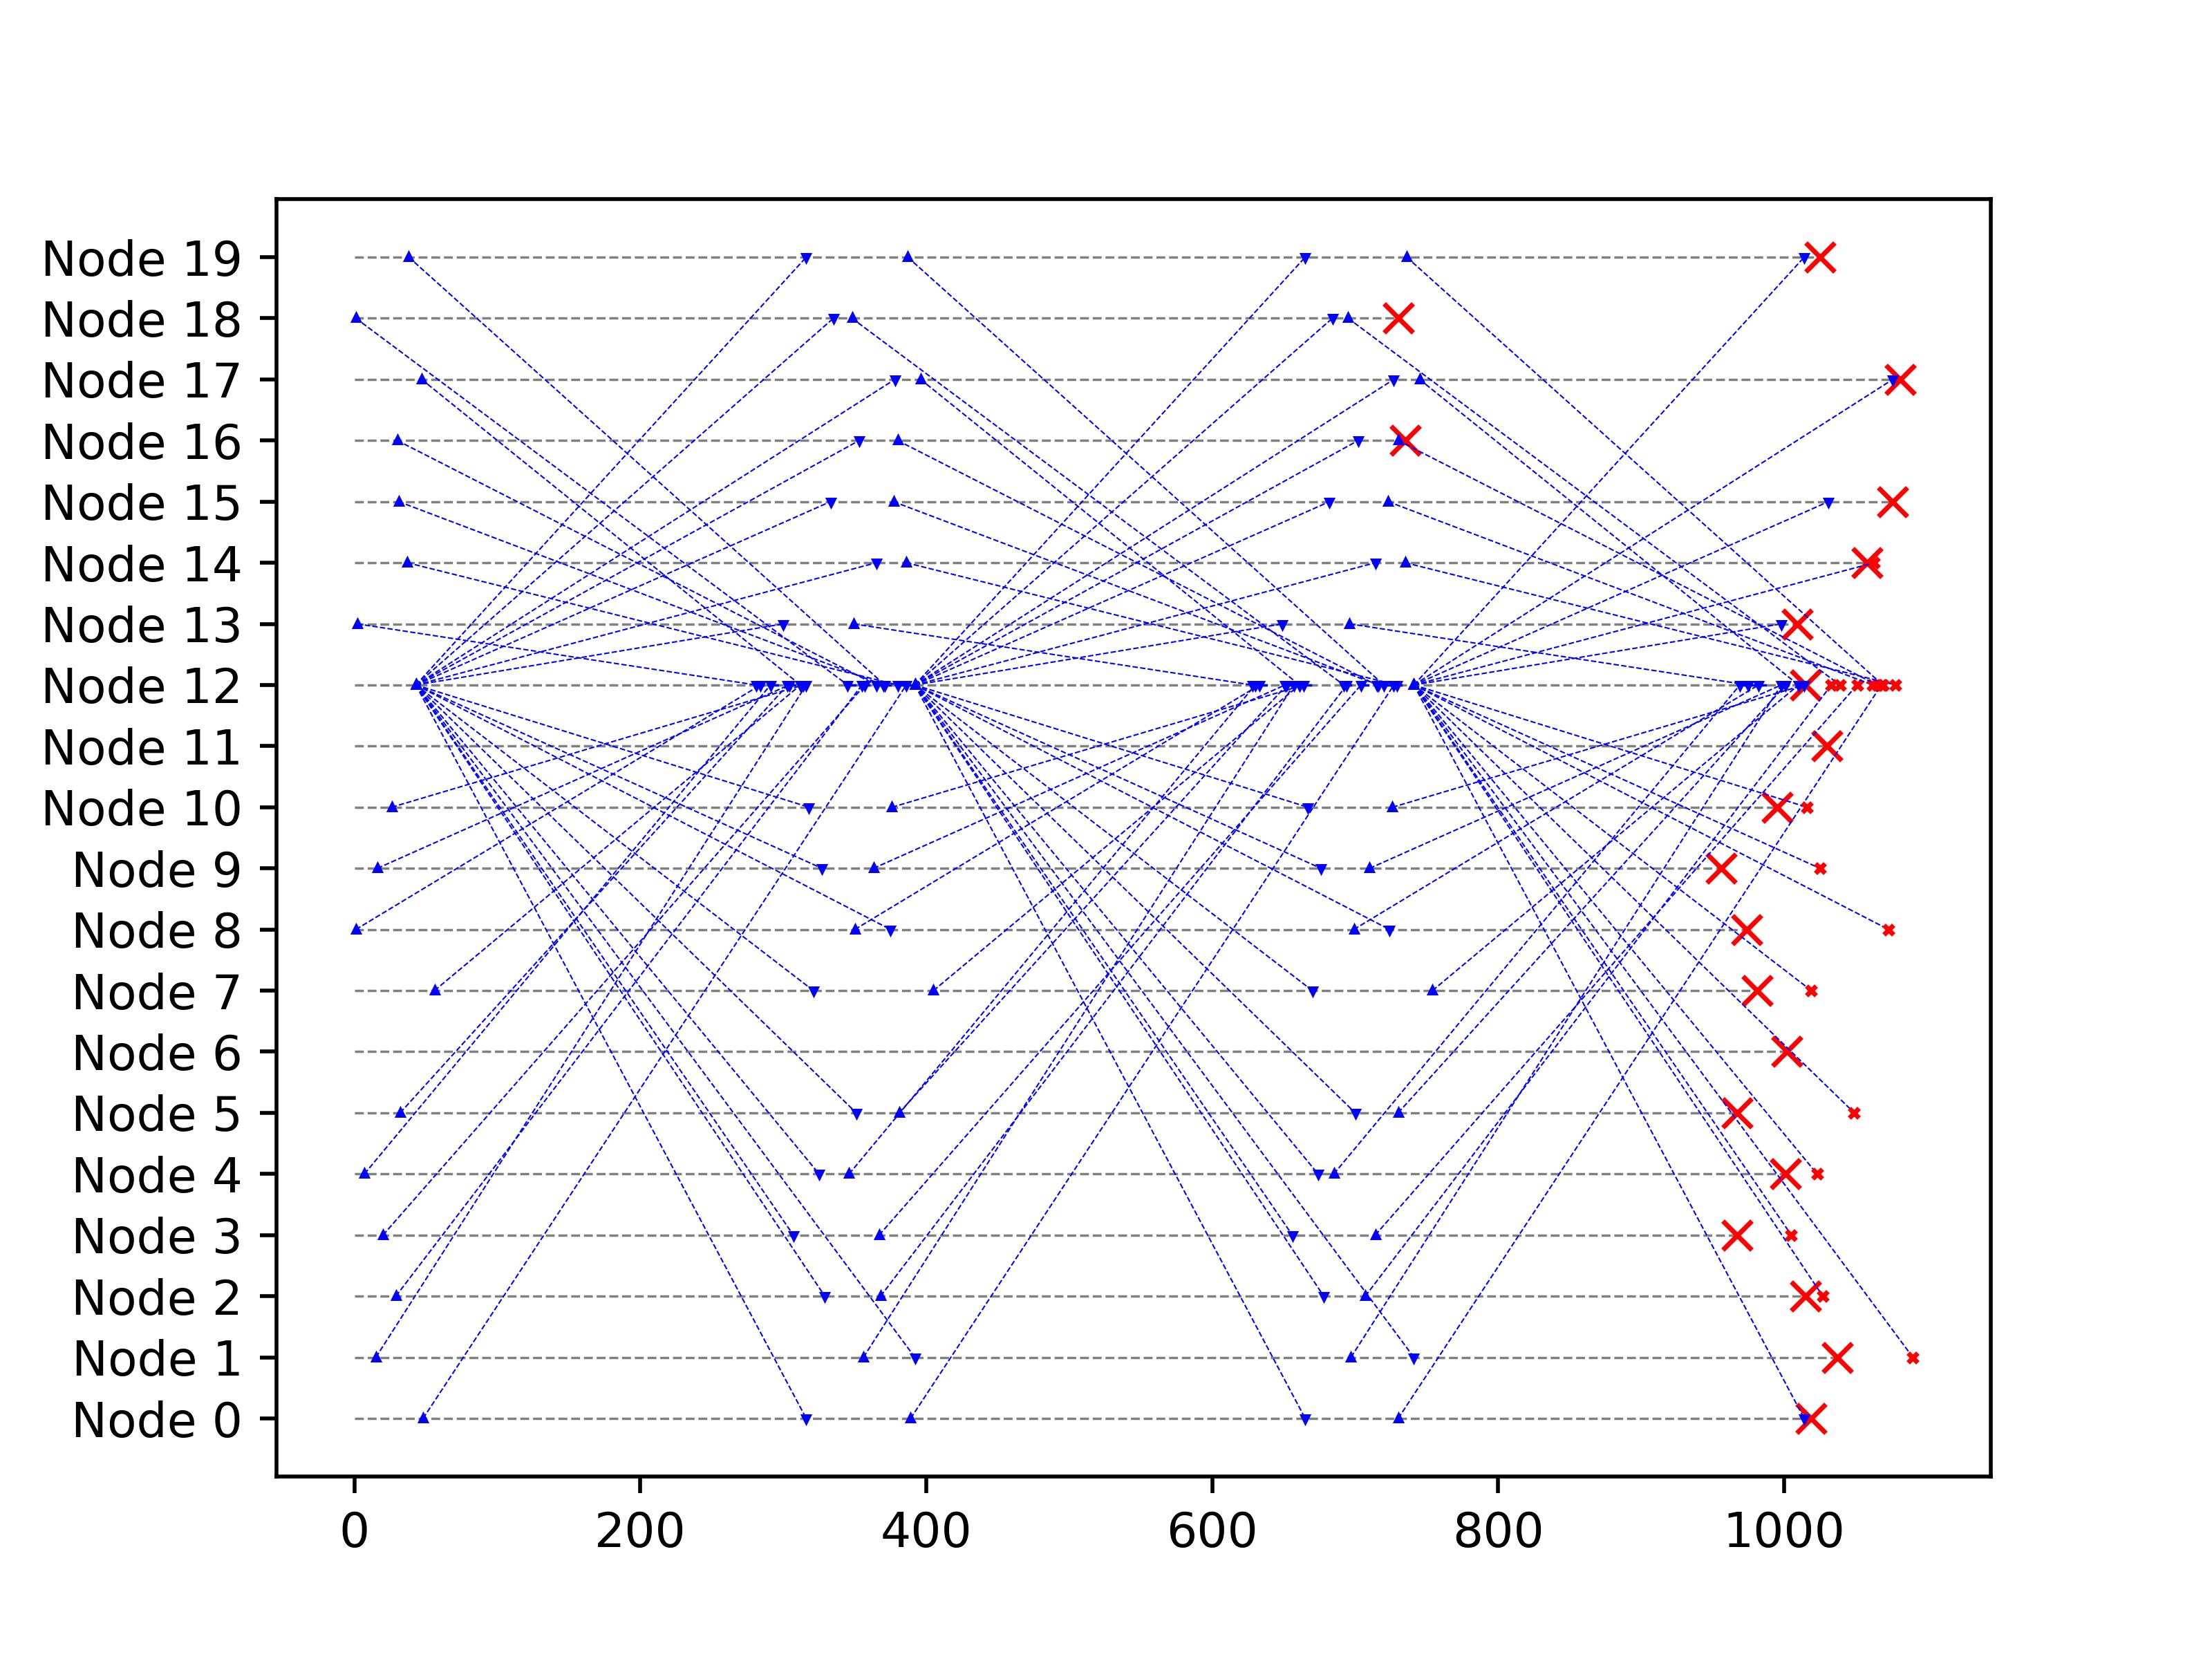 Node 19
Node 18
Node 17
Node 16
Node 15
Node 14
Node 13
Node 12
Node 11
Node 10
Node 9
Node 8
Node 7
Node 6
Node 5
Node 4
Node 3
Node 2
Node 1
Node 0
0 200 400 600 800 1000